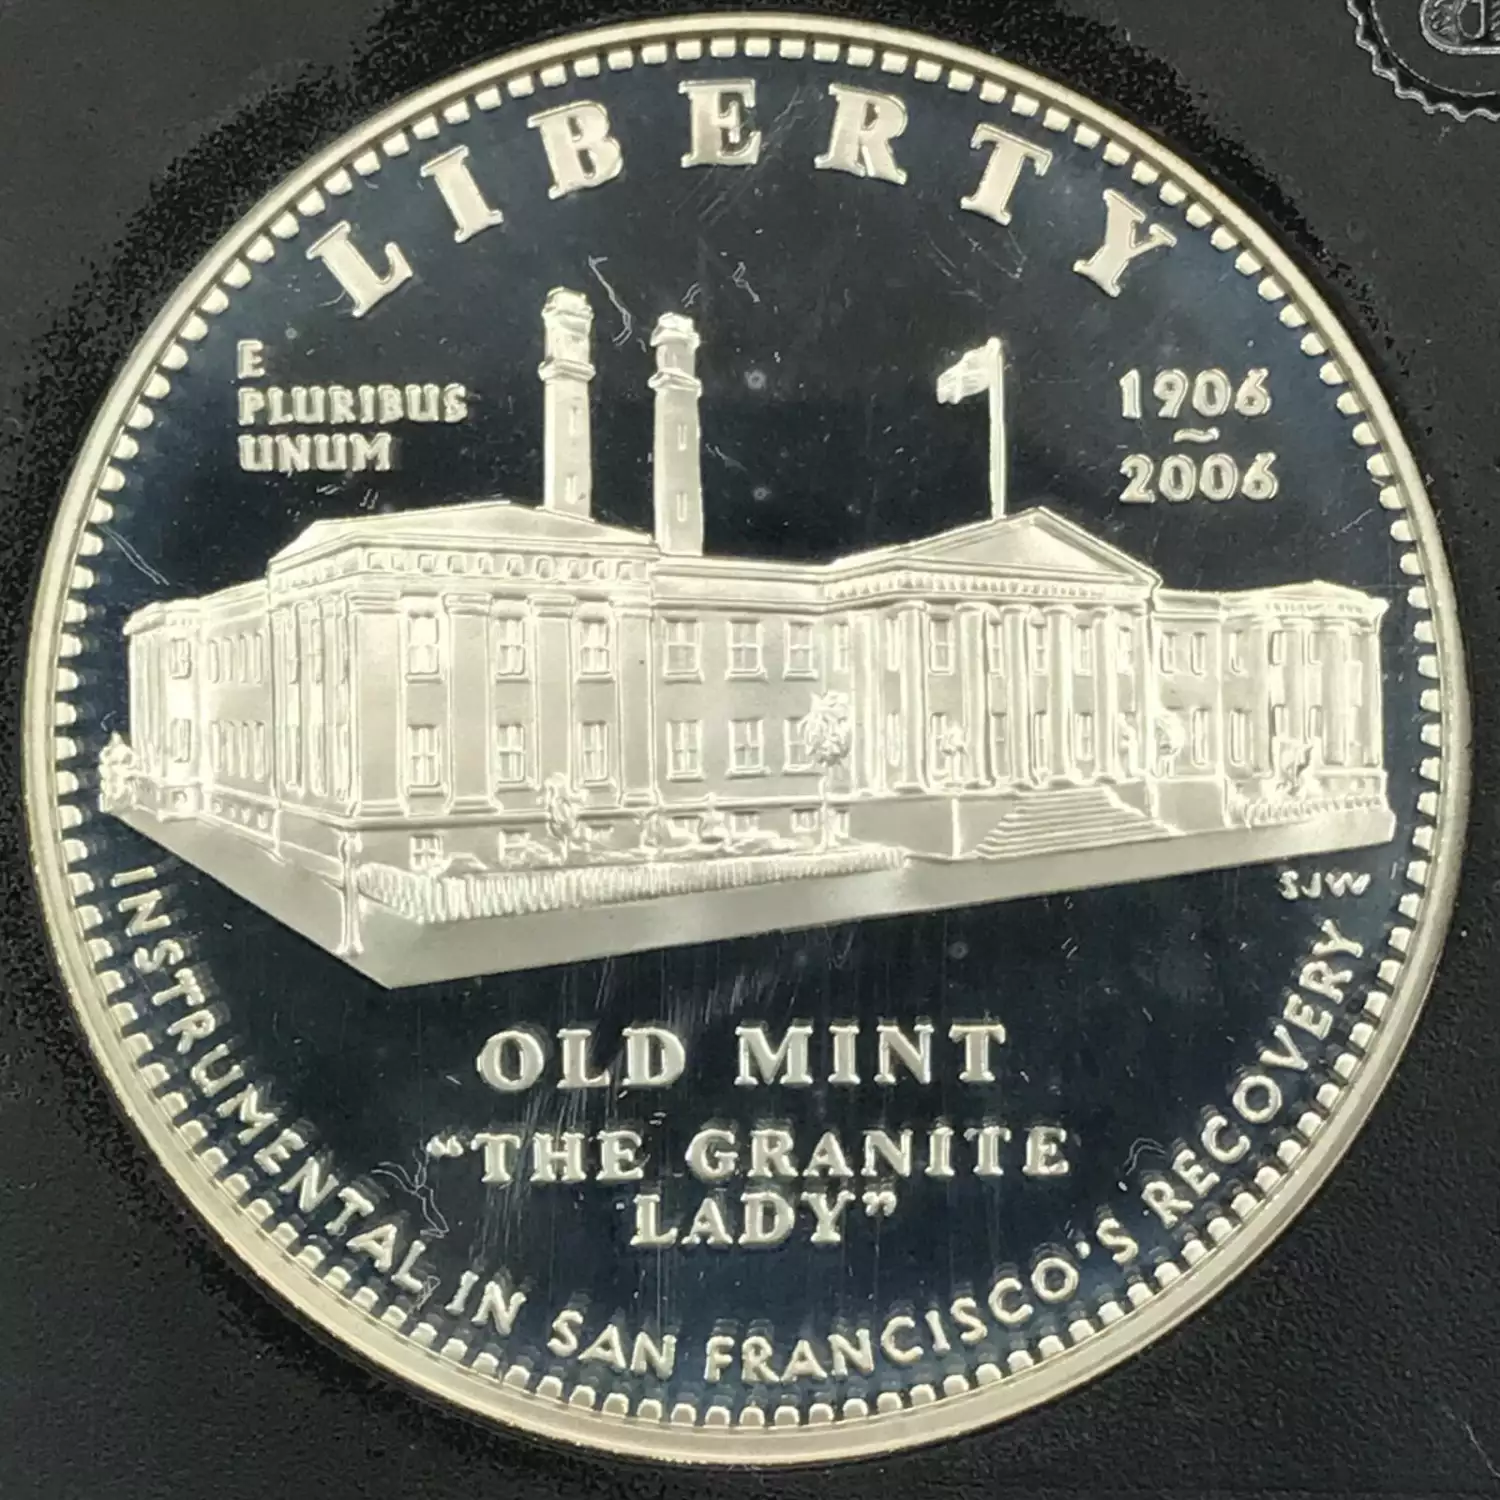 LIBERTY
E
PLURIBUS
UNUM
1906
~
2006
SJW
OLD MINT
“THE GRANITE
LADY”
INSTRUMENTAL IN SAN FRANCISCO'S RECOVERY